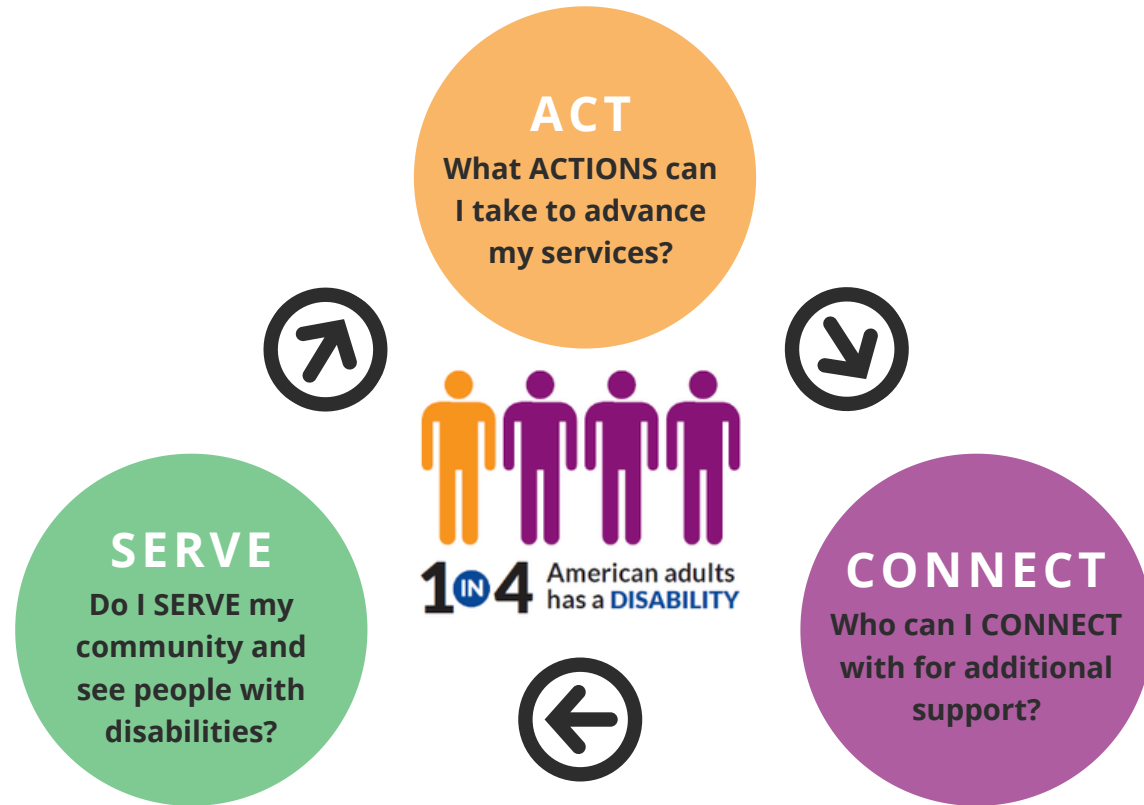 ACT
What ACTIONS can
I take to advance
my services?
SERVE
Do I SERVE my
community and
see people with
disabilities?
1 IN 4 American adults
has a DISABILITY
CONNECT
Who can I CONNECT
with for additional
support?